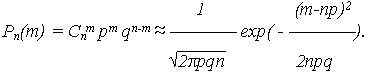 Pₙ(m) = Cₙᵐ pᵐ qⁿ⁻ᵐ ≈ 1 / √2πpqn exp( - (m-np)² / 2npq ).